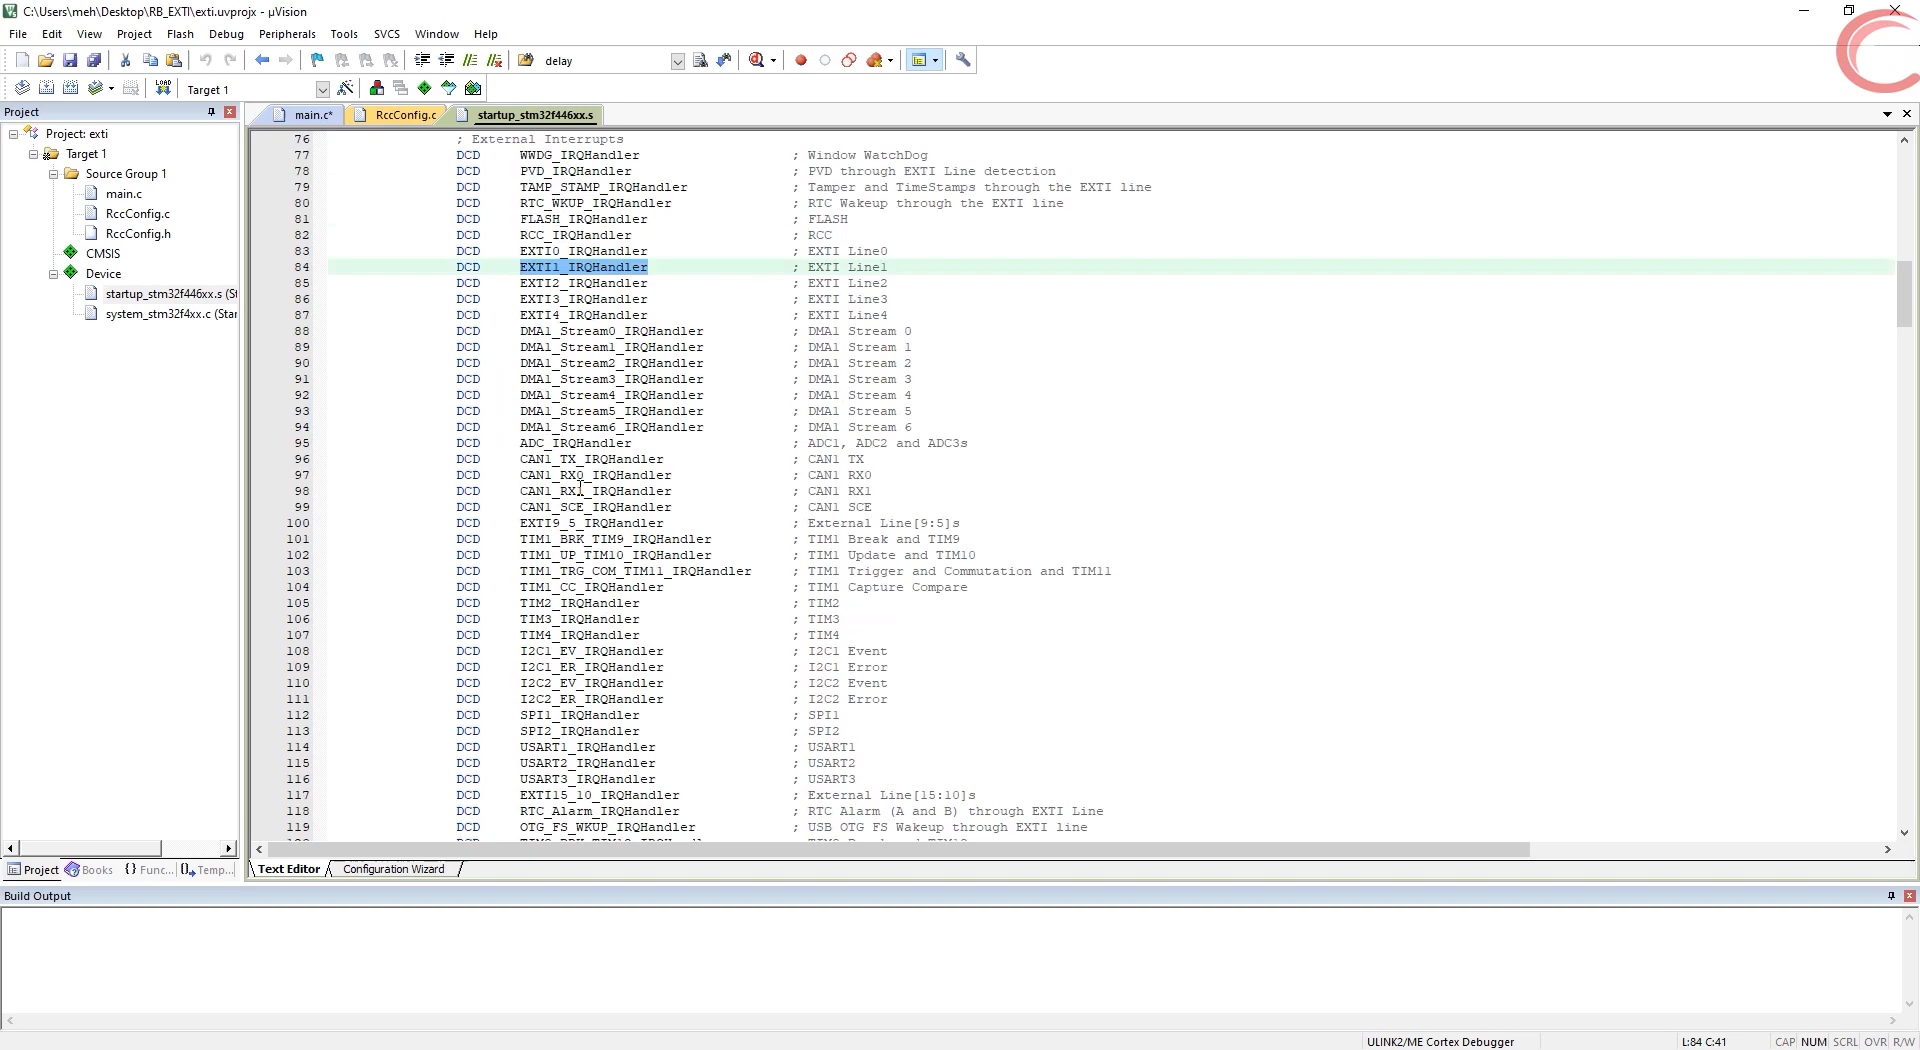 C:\Users\meh\Desktop\RB_EXTI\exti.uvprojx - µVision
File Edit View Project Flash Debug Peripherals Tools SVCS Window Help
delay
LOAD Target 1
Project
main.c* RccConfig.c startup_stm32f446xx.s
Project: exti
Target 1
Source Group 1
main.c
RccConfig.c
RccConfig.h
CMSIS
Device
startup_stm32f446xx.s (St
system_stm32f4xx.c (Star
76 ; External Interrupts
77 DCD WWDG_IRQHandler ; Window WatchDog
78 DCD PVD_IRQHandler ; PVD through EXTI Line detection
79 DCD TAMP_STAMP_IRQHandler ; Tamper and TimeStamps through the EXTI line
80 DCD RTC_WKUP_IRQHandler ; RTC Wakeup through the EXTI line
81 DCD FLASH_IRQHandler ; FLASH
82 DCD RCC_IRQHandler ; RCC
83 DCD EXTI0_IRQHandler ; EXTI Line0
84 DCD EXTI1_IRQHandler ; EXTI Line1
85 DCD EXTI2_IRQHandler ; EXTI Line2
86 DCD EXTI3_IRQHandler ; EXTI Line3
87 DCD EXTI4_IRQHandler ; EXTI Line4
88 DCD DMA1_Stream0_IRQHandler ; DMA1 Stream 0
89 DCD DMA1_Stream1_IRQHandler ; DMA1 Stream 1
90 DCD DMA1_Stream2_IRQHandler ; DMA1 Stream 2
91 DCD DMA1_Stream3_IRQHandler ; DMA1 Stream 3
92 DCD DMA1_Stream4_IRQHandler ; DMA1 Stream 4
93 DCD DMA1_Stream5_IRQHandler ; DMA1 Stream 5
94 DCD DMA1_Stream6_IRQHandler ; DMA1 Stream 6
95 DCD ADC_IRQHandler ; ADC1, ADC2 and ADC3s
96 DCD CAN1_TX_IRQHandler ; CAN1 TX
97 DCD CAN1_RX0_IRQHandler ; CAN1 RX0
98 DCD CAN1_RX1_IRQHandler ; CAN1 RX1
99 DCD CAN1_SCE_IRQHandler ; CAN1 SCE
100 DCD EXTI9_5_IRQHandler ; External Line[9:5]s
101 DCD TIM1_BRK_TIM9_IRQHandler ; TIM1 Break and TIM9
102 DCD TIM1_UP_TIM10_IRQHandler ; TIM1 Update and TIM10
103 DCD TIM1_TRG_COM_TIM11_IRQHandler ; TIM1 Trigger and Commutation and TIM11
104 DCD TIM1_CC_IRQHandler ; TIM1 Capture Compare
105 DCD TIM2_IRQHandler ; TIM2
106 DCD TIM3_IRQHandler ; TIM3
107 DCD TIM4_IRQHandler ; TIM4
108 DCD I2C1_EV_IRQHandler ; I2C1 Event
109 DCD I2C1_ER_IRQHandler ; I2C1 Error
110 DCD I2C2_EV_IRQHandler ; I2C2 Event
111 DCD I2C2_ER_IRQHandler ; I2C2 Error
112 DCD SPI1_IRQHandler ; SPI1
113 DCD SPI2_IRQHandler ; SPI2
114 DCD USART1_IRQHandler ; USART1
115 DCD USART2_IRQHandler ; USART2
116 DCD USART3_IRQHandler ; USART3
117 DCD EXTI15_10_IRQHandler ; External Line[15:10]s
118 DCD RTC_Alarm_IRQHandler ; RTC Alarm (A and B) through EXTI Line
119 DCD OTG_FS_WKUP_IRQHandler ; USB OTG FS Wakeup through EXTI line
Project Books {} Func... Temp... Text Editor Configuration Wizard
Build Output
ULINK2/ME Cortex Debugger L:84 C:41 CAP NUM SCRL OVR R/W